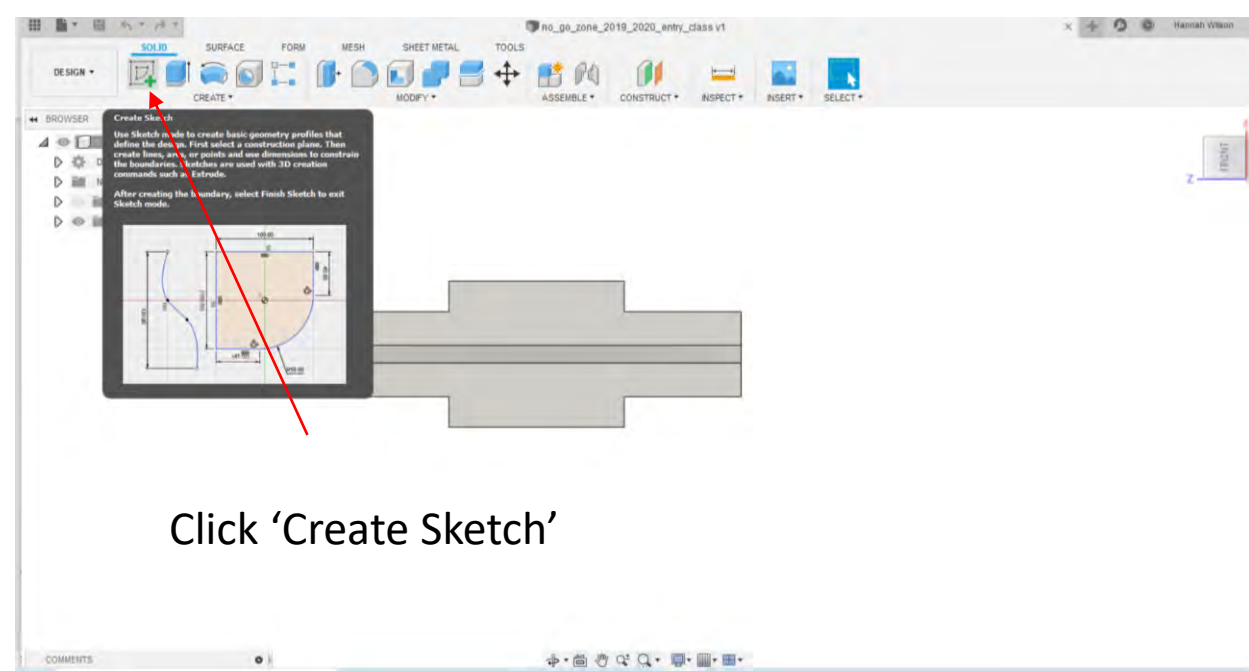 no_go_zone_2019_2020_entry_class v1
Hannah Wilson
SOLID SURFACE FORM MESH SHEET METAL TOOLS
DESIGN
CREATE MODIFY ASSEMBLE CONSTRUCT INSPECT INSERT SELECT
BROWSER
Create Sketch
Use Sketch mode to create basic geometry profiles that
define the design. First select a construction plane. Then
create lines, arcs, or points and use dimensions to constrain
the boundaries. Sketches are used with 3D creation
commands such as Extrude.
After creating the boundary, select Finish Sketch to exit
Sketch mode.
FRONT
Z
Click ‘Create Sketch’
COMMENTS